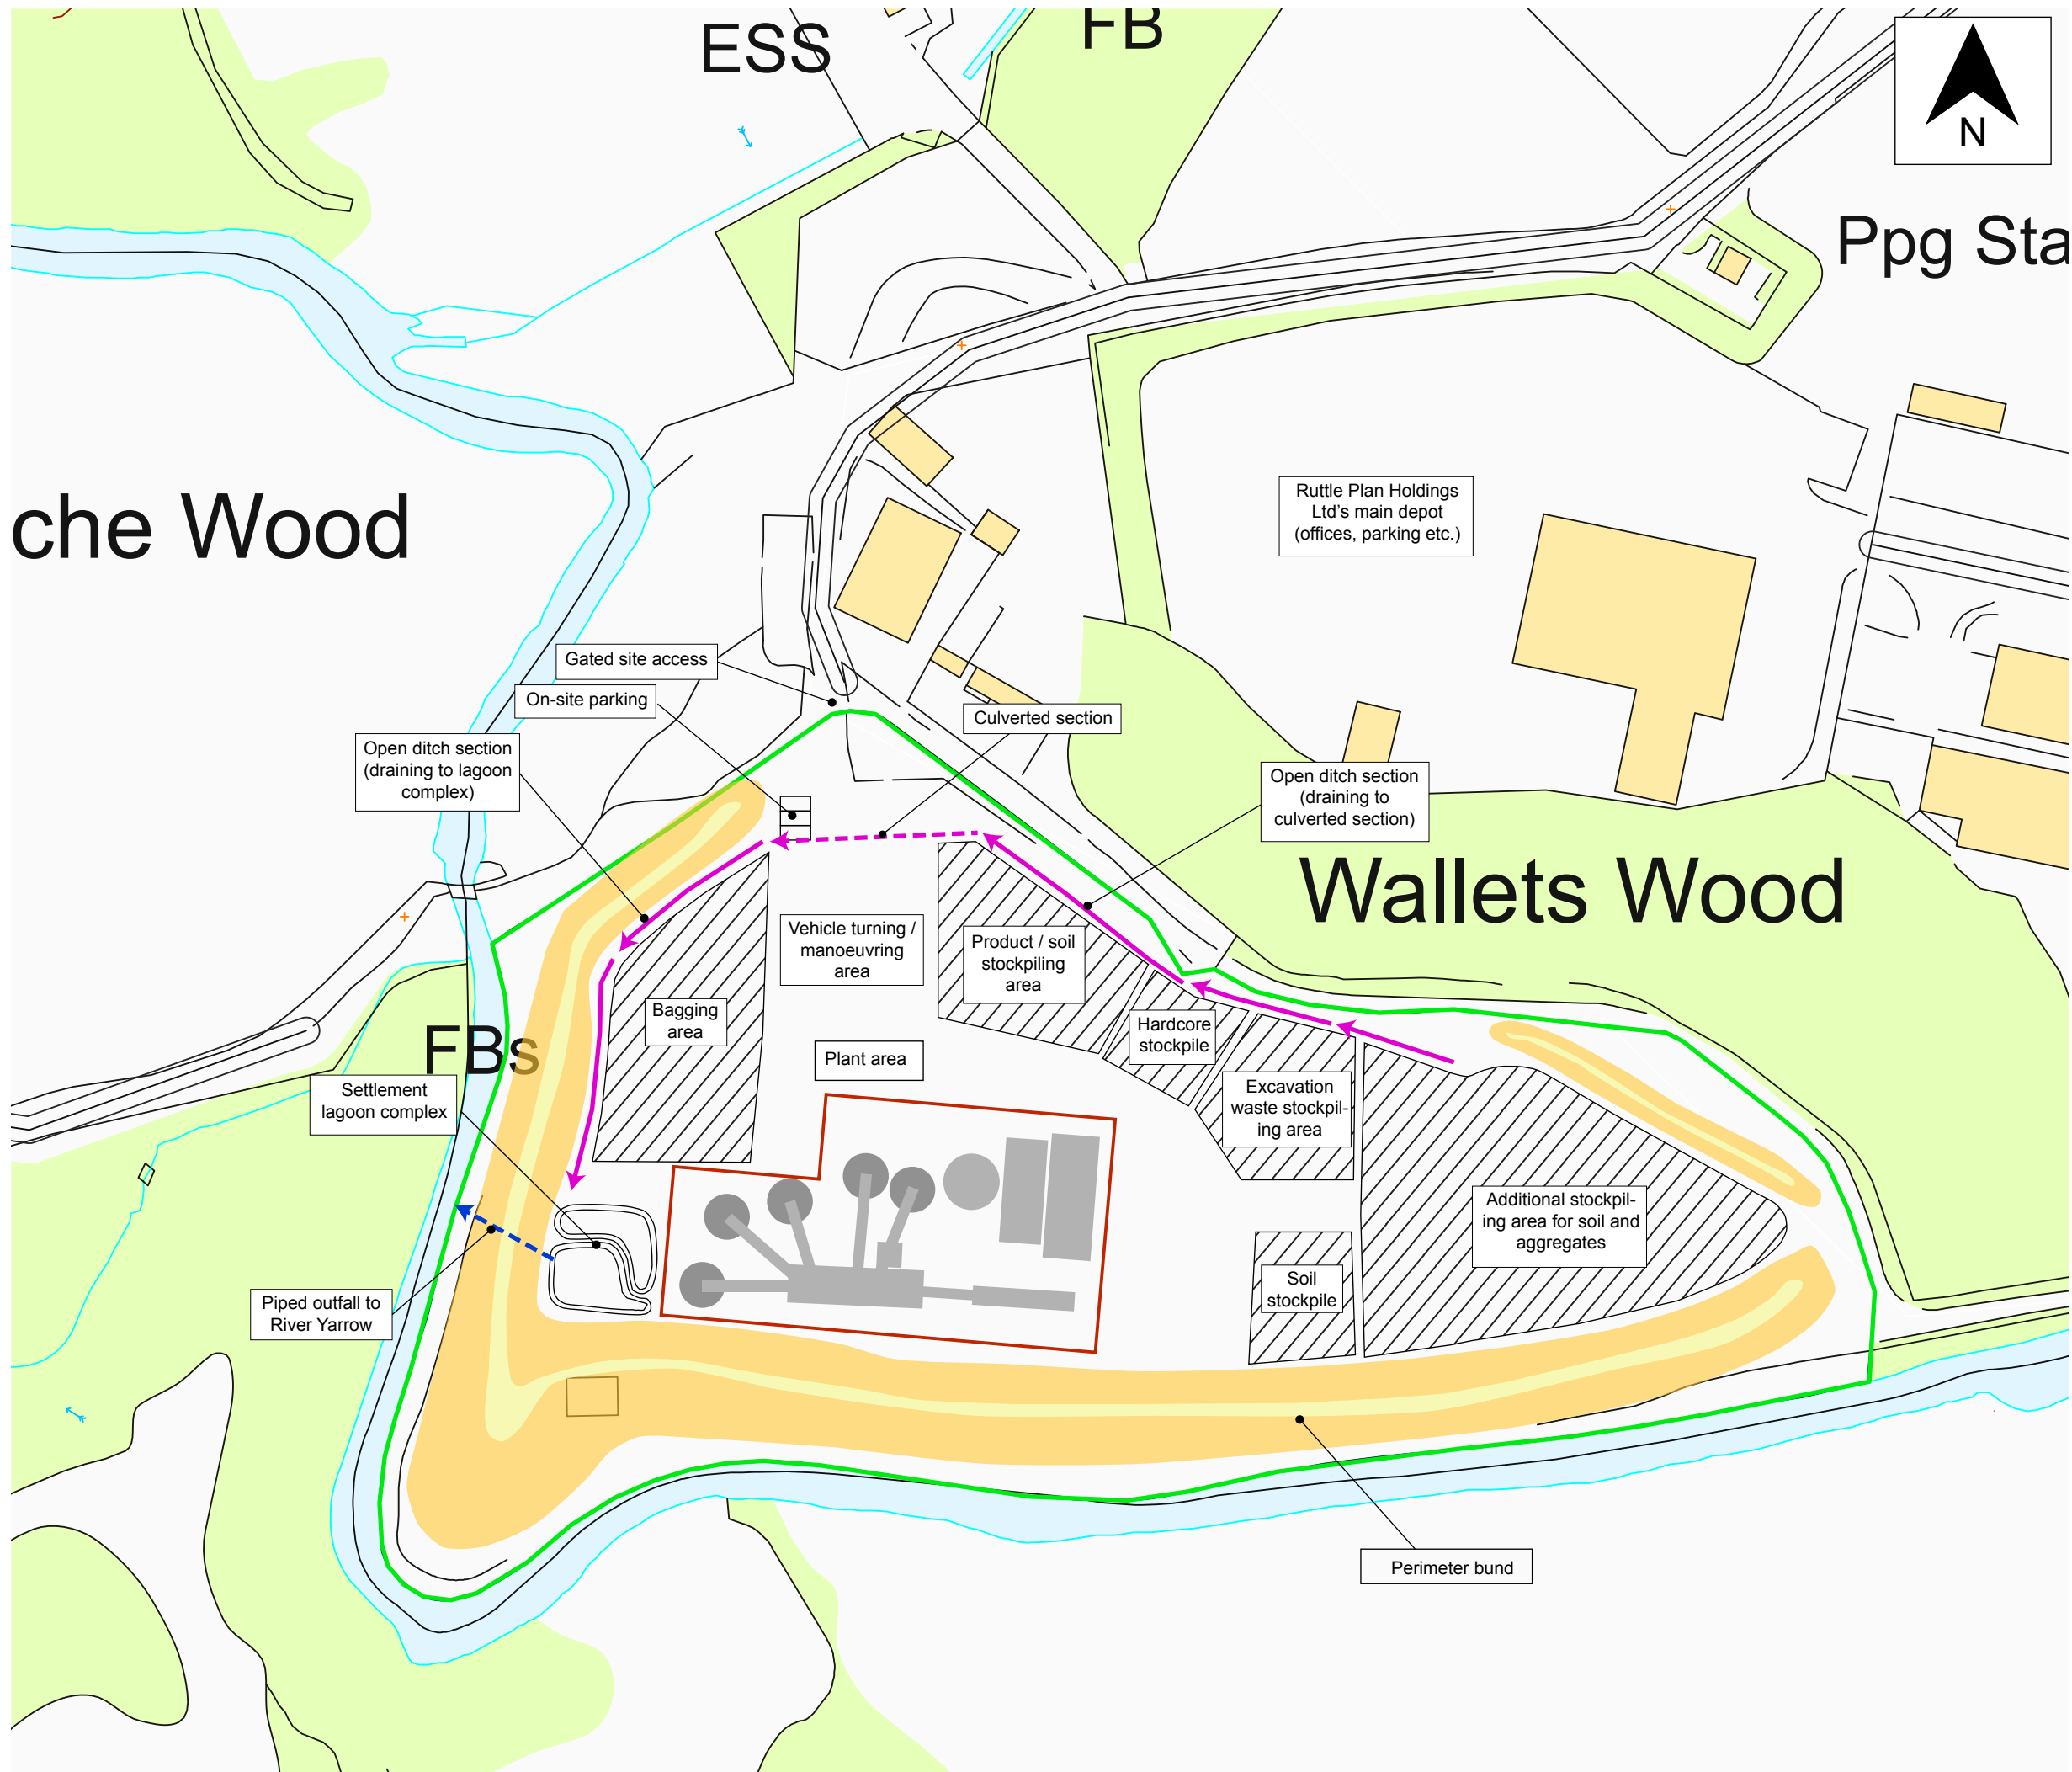 ESS
FB
N
Ppg Sta
che Wood
Ruttle Plan Holdings
Ltd's main depot
(offices, parking etc.)
Gated site access
On-site parking
Culverted section
Open ditch section
(draining to lagoon
complex)
Open ditch section
(draining to
culverted section)
Wallets Wood
Vehicle turning /
manoeuvring
area
Product / soil
stockpiling
area
Bagging
area
Hardcore
stockpile
FBs
Plant area
Settlement
lagoon complex
Excavation
waste stockpil-
ing area
Additional stockpil-
ing area for soil and
aggregates
Soil
stockpile
Piped outfall to
River Yarrow
Perimeter bund